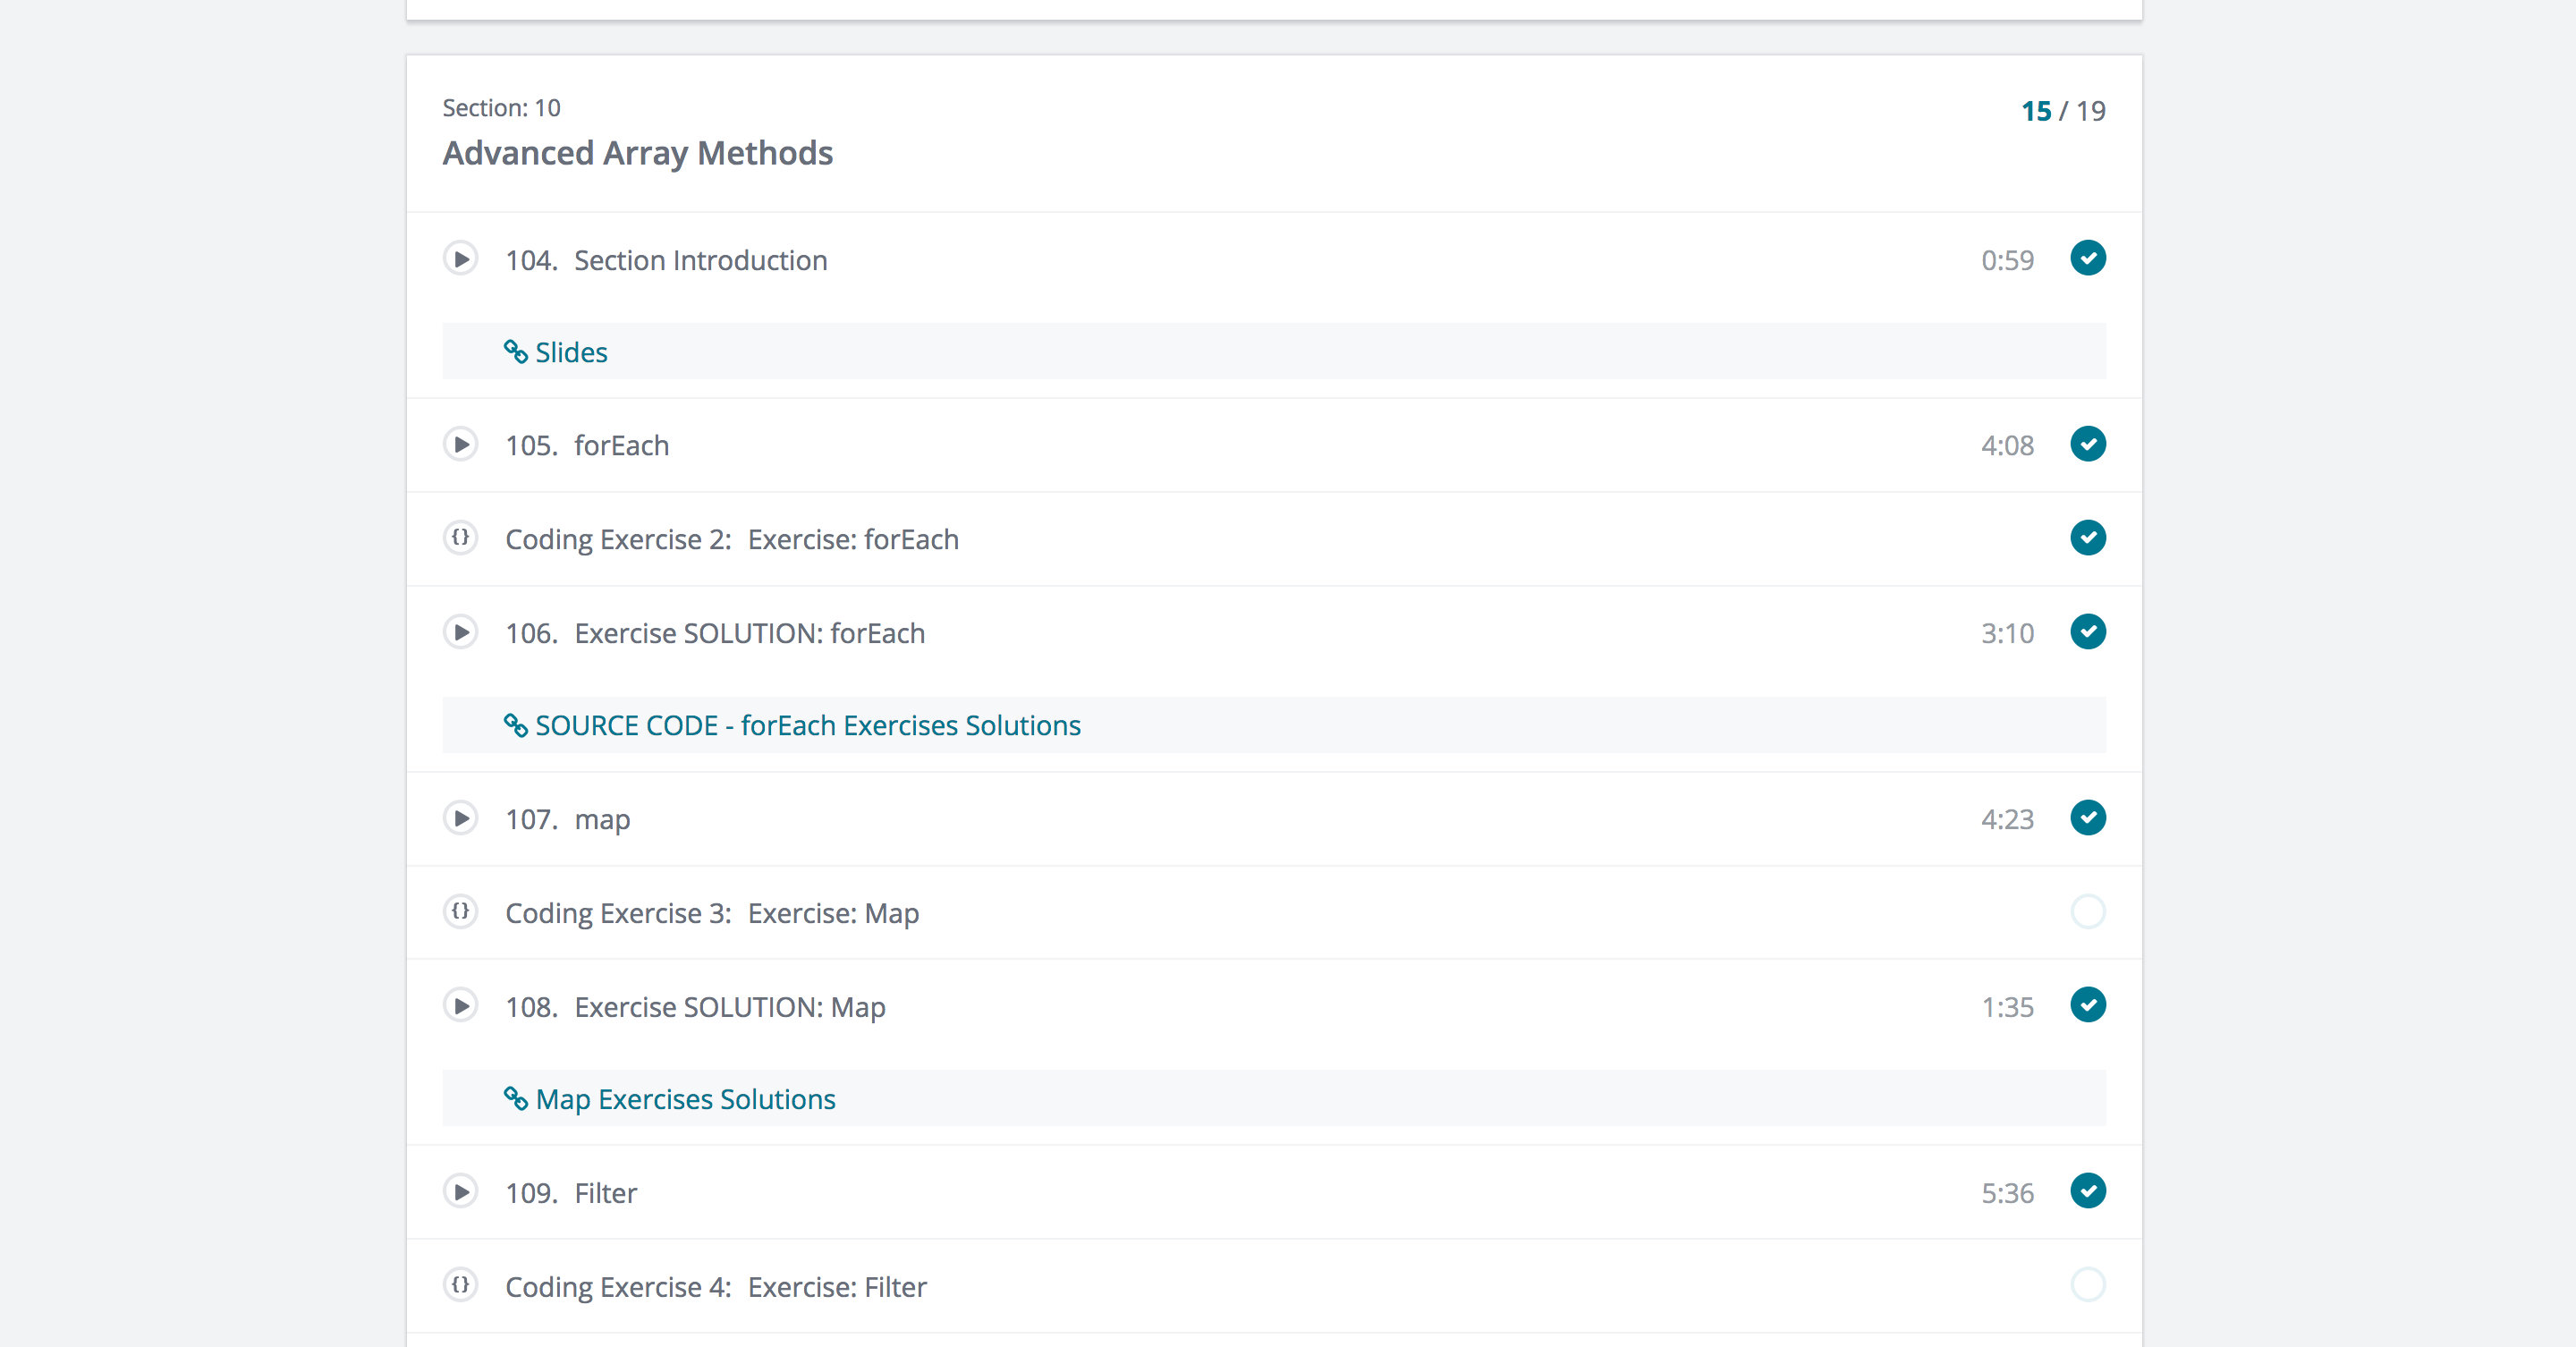 Section: 10
15 / 19
Advanced Array Methods
104. Section Introduction 0:59
Slides
105. forEach 4:08
Coding Exercise 2: Exercise: forEach
106. Exercise SOLUTION: forEach 3:10
SOURCE CODE - forEach Exercises Solutions
107. map 4:23
Coding Exercise 3: Exercise: Map
108. Exercise SOLUTION: Map 1:35
Map Exercises Solutions
109. Filter 5:36
Coding Exercise 4: Exercise: Filter